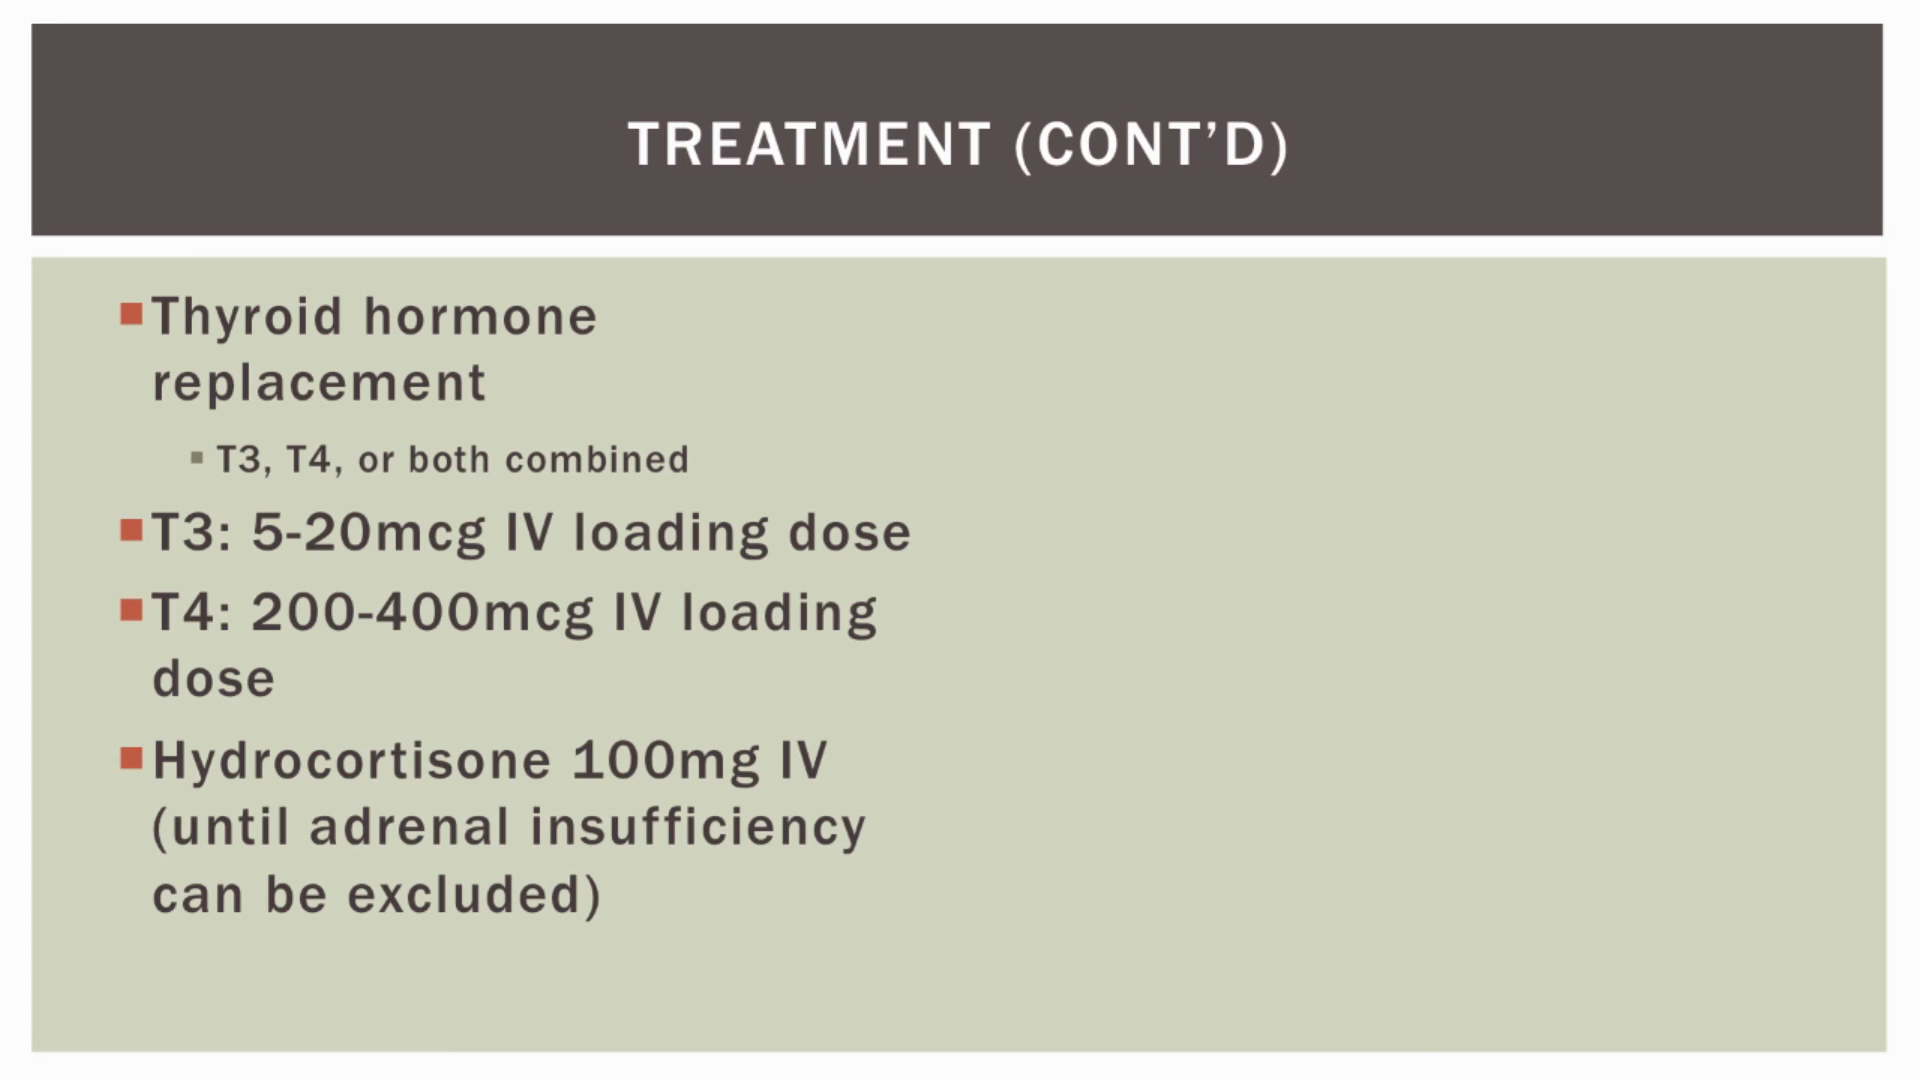 TREATMENT (CONT’D)
Thyroid hormone
replacement
T3, T4, or both combined
T3: 5-20mcg IV loading dose
T4: 200-400mcg IV loading
dose
Hydrocortisone 100mg IV
(until adrenal insufficiency
can be excluded)